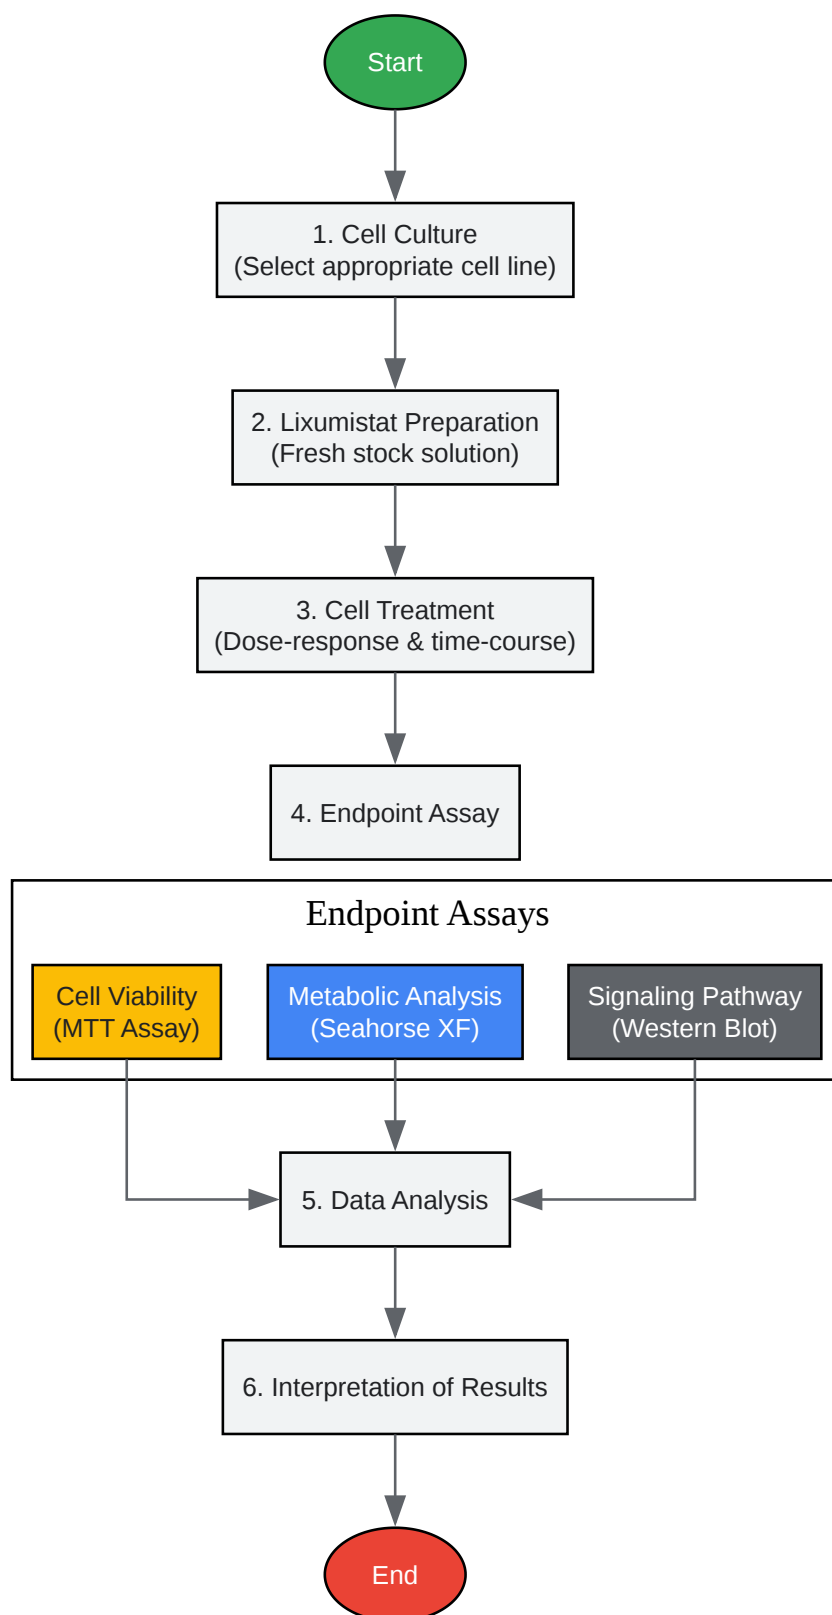 Start
1. Cell Culture
(Select appropriate cell line)
2. Lixumistat Preparation
(Fresh stock solution)
3. Cell Treatment
(Dose-response & time-course)
4. Endpoint Assay
Endpoint Assays
Cell Viability
(MTT Assay)
Metabolic Analysis
(Seahorse XF)
Signaling Pathway
(Western Blot)
5. Data Analysis
6. Interpretation of Results
End